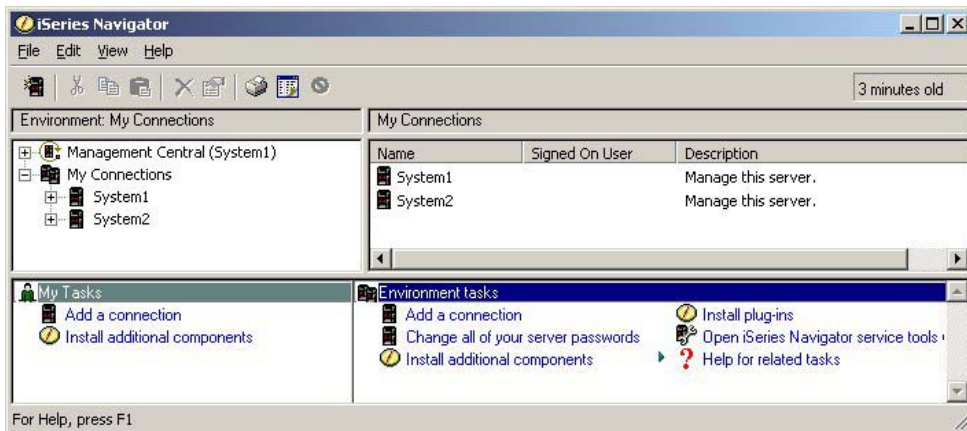 iSeries Navigator
File Edit View Help
3 minutes old
Environment: My Connections
My Connections
Management Central (System1)
My Connections
System1
System2
Name Signed On User Description
System1 Manage this server.
System2 Manage this server.
My Tasks
Add a connection
Install additional components
Environment tasks
Add a connection
Change all of your server passwords
Install additional components
Install plug-ins
Open iSeries Navigator service tools
? Help for related tasks
For Help, press F1